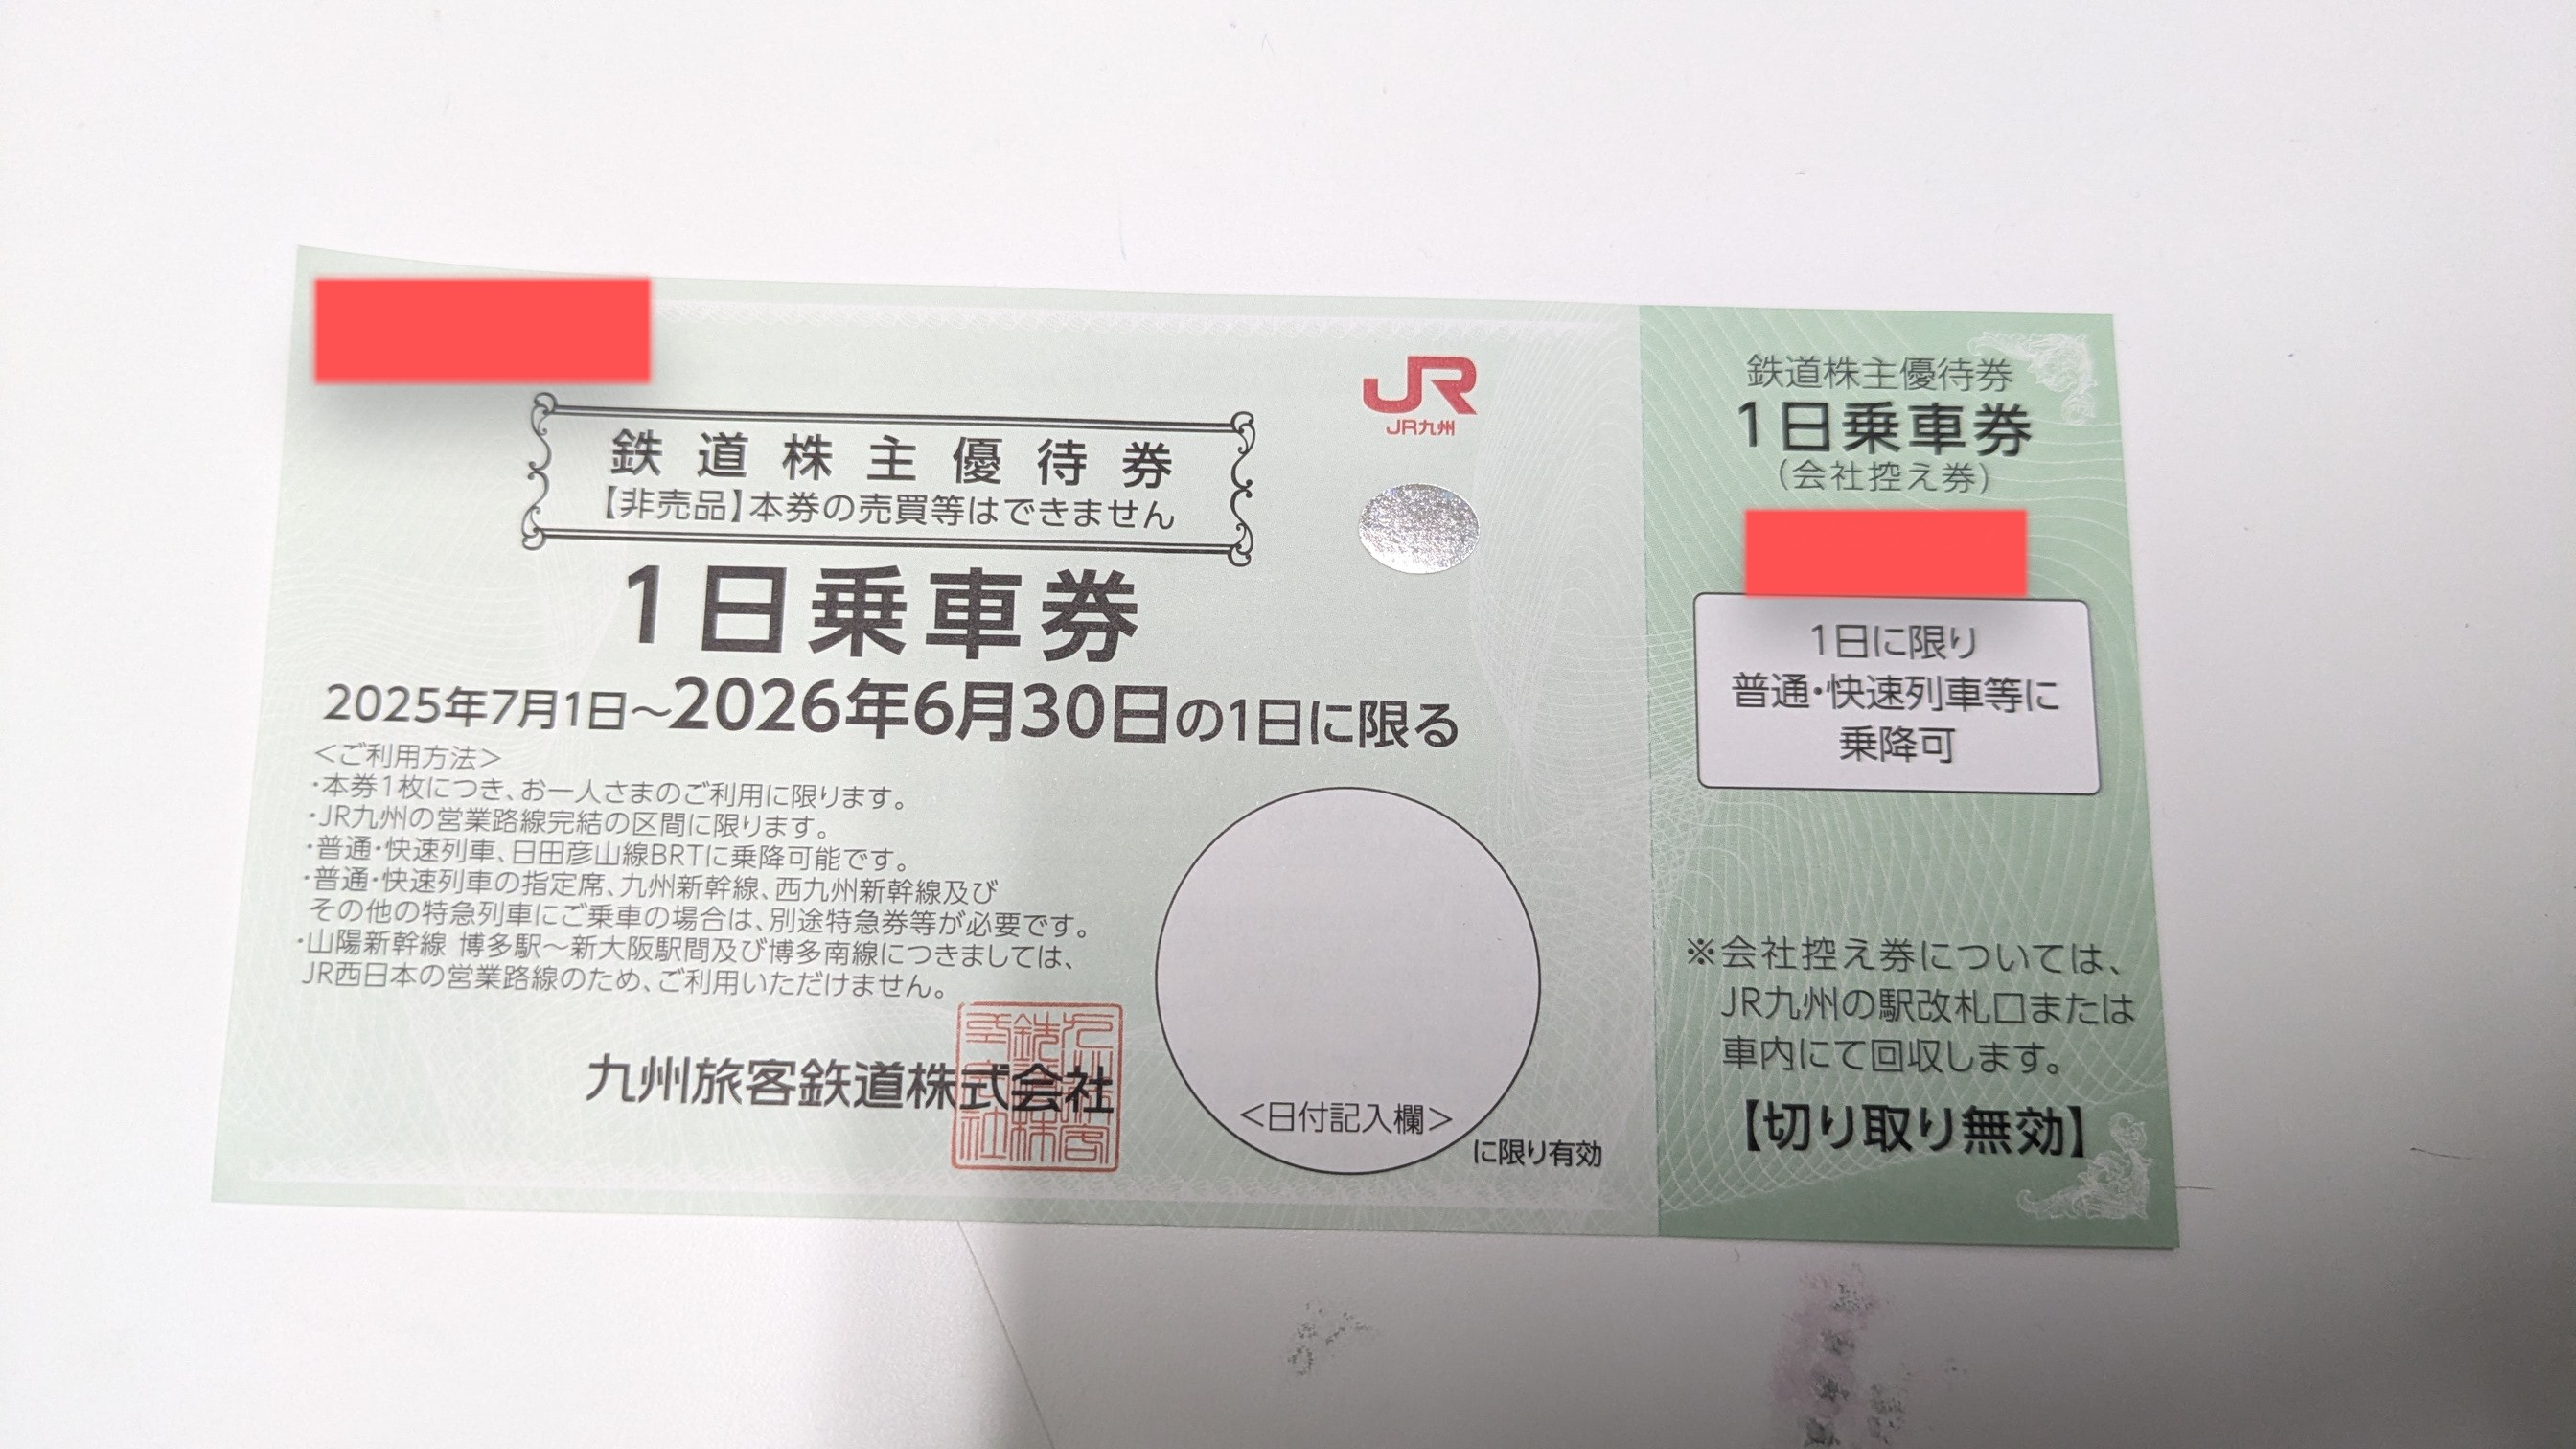 鉄道株主優待券
【非売品】本券の売買等はできません
JR
JR九州
1日乗車券
2025年7月1日～2026年6月30日の1日に限る
＜ご利用方法＞
・本券1枚につき、お一人さまのご利用に限ります。
・JR九州の営業路線完結の区間に限ります。
・普通・快速列車、日田彦山線BRTに乗降可能です。
・普通・快速列車の指定席、九州新幹線、西九州新幹線及び
その他の特急列車にご乗車の場合は、別途特急券等が必要です。
・山陽新幹線 博多駅～新大阪駅間及び博多南線につきましては、
JR西日本の営業路線のため、ご利用いただけません。
九州旅客鉄道株式会社
＜日付記入欄＞
に限り有効
鉄道株主優待券
1日乗車券
（会社控え券）
1日に限り
普通・快速列車等に
乗降可
※会社控え券については、
JR九州の駅改札口または
車内にて回収します。
【切り取り無効】